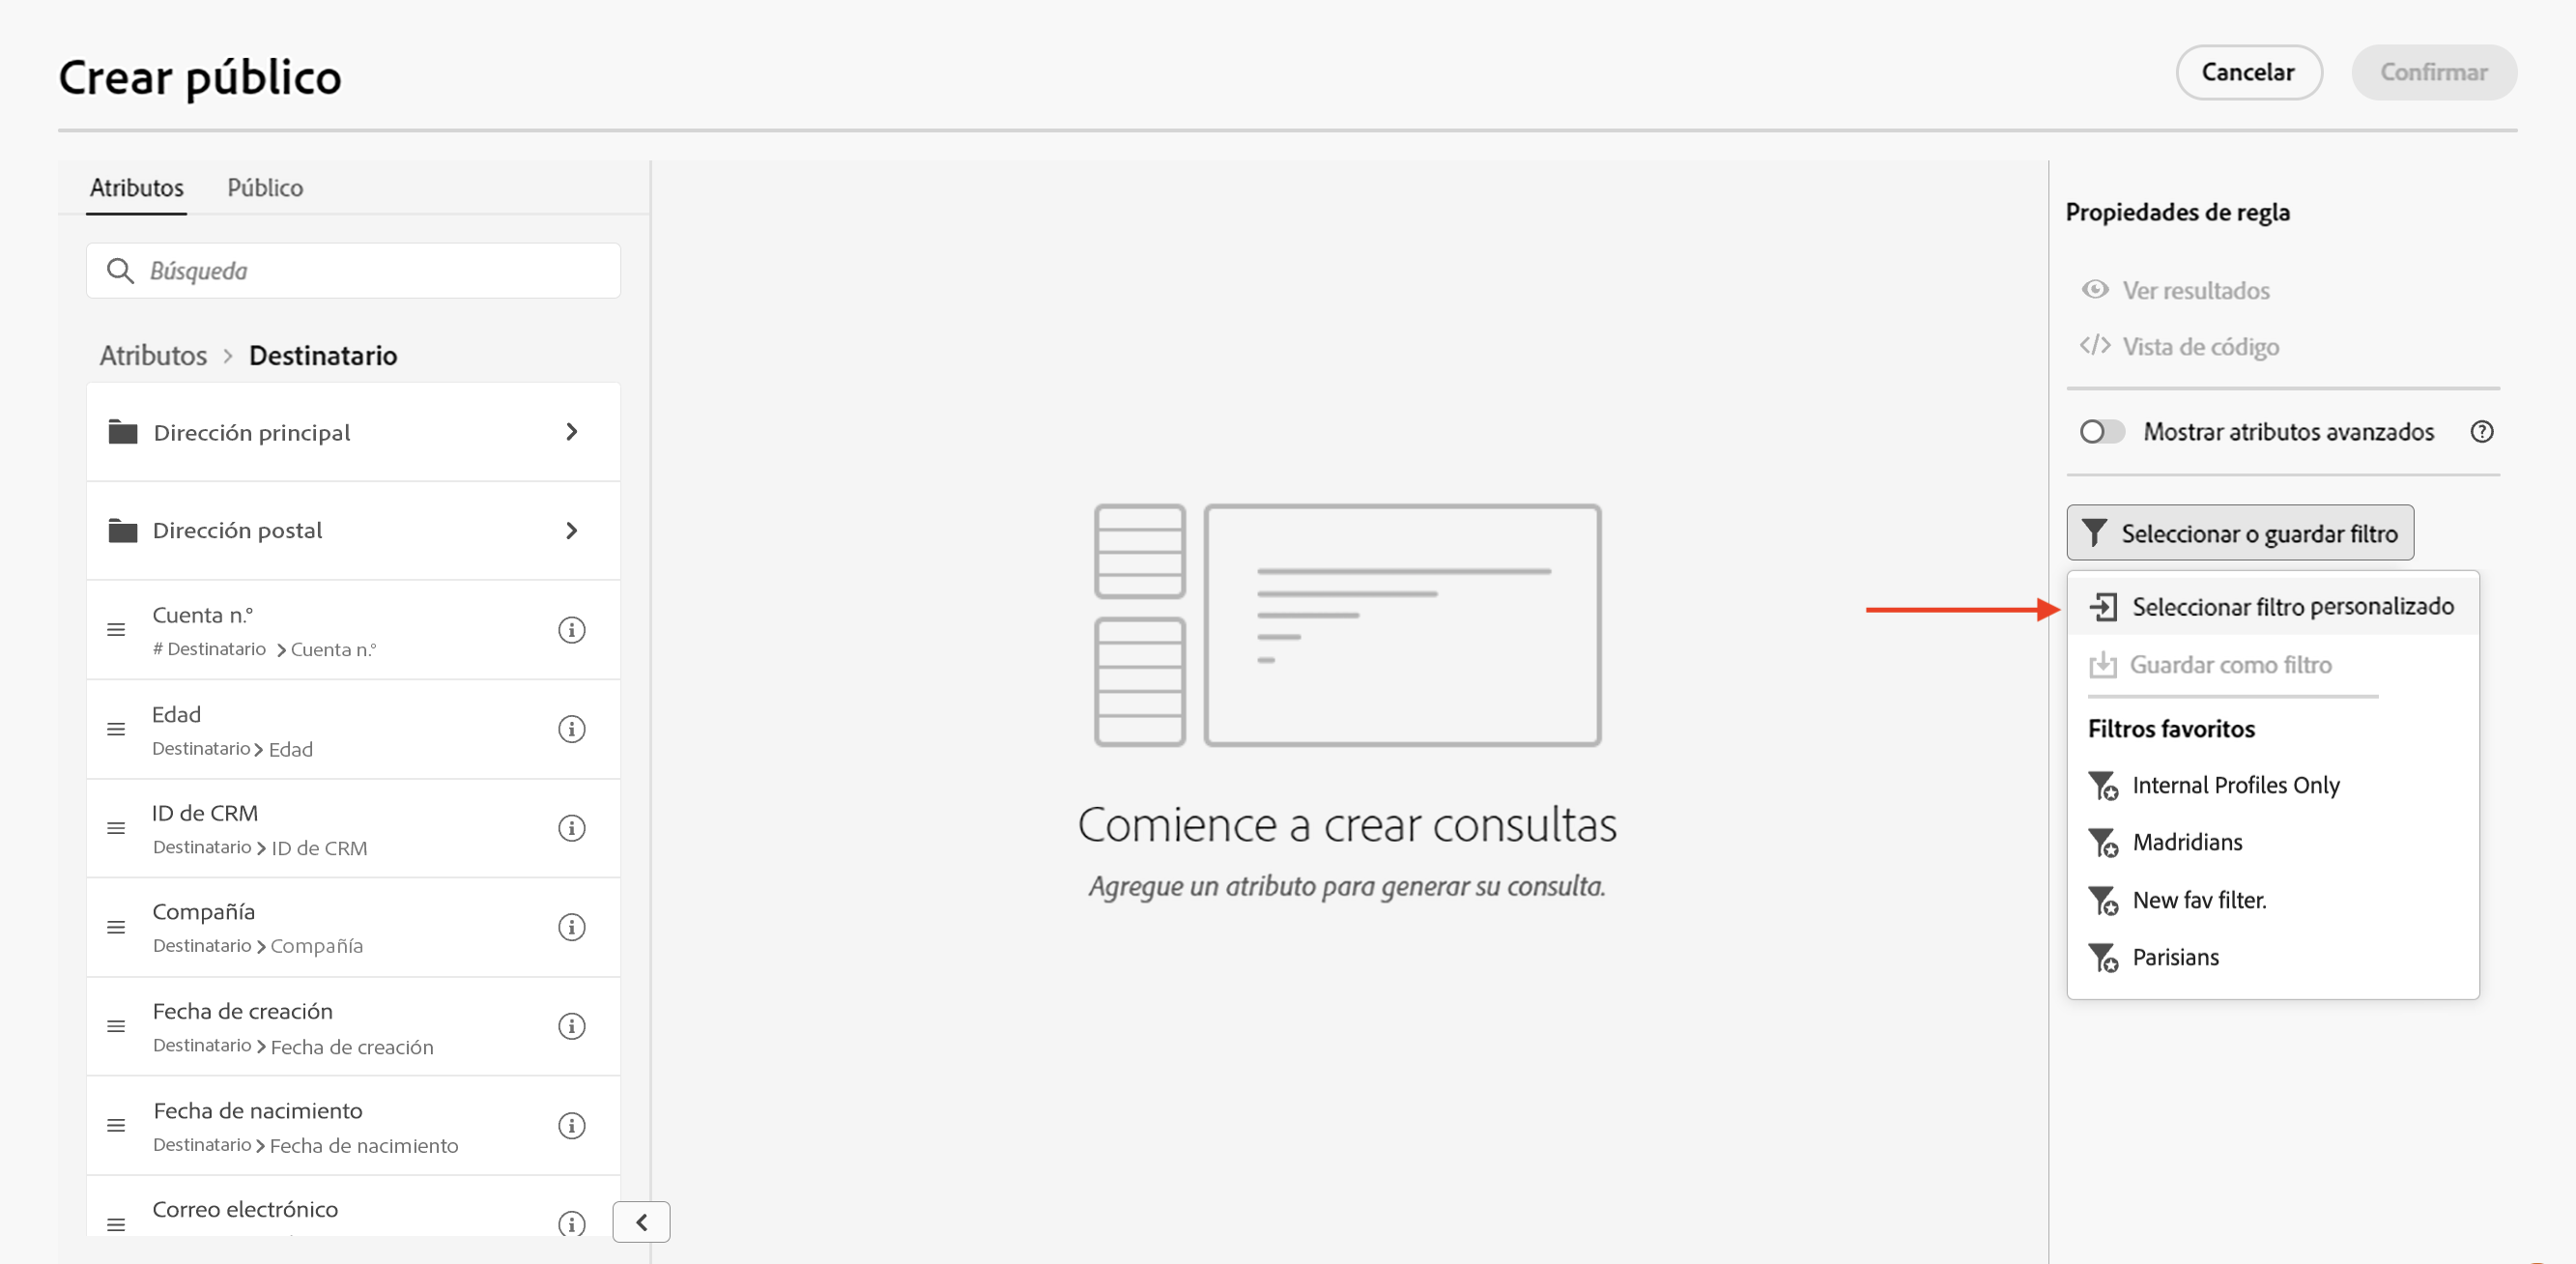 Crear público
Cancelar
Confirmar
Atributos
Público
Búsqueda
Atributos > Destinatario
Dirección principal
Dirección postal
Cuenta n.°
# Destinatario > Cuenta n.°
Edad
Destinatario > Edad
ID de CRM
Destinatario > ID de CRM
Compañía
Destinatario > Compañía
Fecha de creación
Destinatario > Fecha de creación
Fecha de nacimiento
Destinatario > Fecha de nacimiento
Correo electrónico
Comience a crear consultas
Agregue un atributo para generar su consulta.
Propiedades de regla
Ver resultados
Vista de código
Mostrar atributos avanzados
Seleccionar o guardar filtro
Seleccionar filtro personalizado
Guardar como filtro
Filtros favoritos
Internal Profiles Only
Madridians
New fav filter.
Parisians